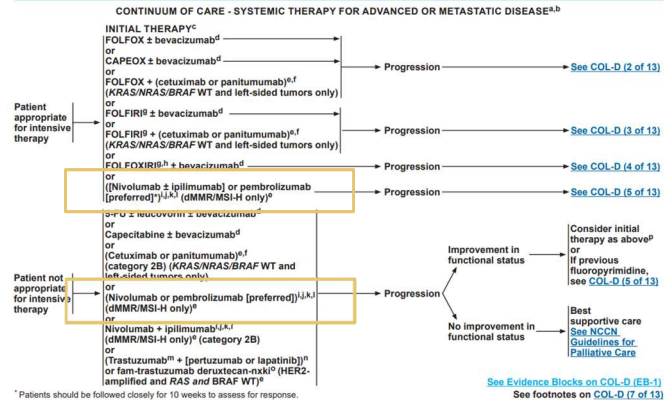 CONTINUUM OF CARE - SYSTEMIC THERAPY FOR ADVANCED OR METASTATIC DISEASEa,b
INITIAL THERAPYc
FOLFOX ± bevacizumabd
or
CAPEOX ± bevacizumabd
or
FOLFOX + (cetuximab or panitumumab)e,f
(KRAS/NRAS/BRAF WT and left-sided tumors only)
or
FOLFIRIg ± bevacizumabd
or
FOLFIRIg + (cetuximab or panitumumab)e,f
(KRAS/NRAS/BRAF WT and left-sided tumors only)
or
FOLFOXIRIg,h ± bevacizumabd
or
([Nivolumab ± ipilimumab] or pembrolizumab
[preferred]*)i,j,k,l (dMMR/MSI-H only)e
Patient
appropriate
for intensive
therapy
Progression
See COL-D (2 of 13)
Progression
See COL-D (3 of 13)
Progression
See COL-D (4 of 13)
Progression
See COL-D (5 of 13)
5-FU ± leucovorin ± bevacizumabd
or
Capecitabine ± bevacizumabd
or
(Cetuximab or panitumumab)e,f
(category 2B) (KRAS/NRAS/BRAF WT and
left-sided tumors only)
or
(Nivolumab or pembrolizumab [preferred])i,j,k,l
(dMMR/MSI-H only)e
or
Nivolumab + ipilimumabi,j,k,l
(dMMR/MSI-H only)e (category 2B)
or
(Trastuzumabm + [pertuzumab or lapatinib])n
or fam-trastuzumab deruxtecan-nxkio (HER2-
amplified and RAS and BRAF WT)e
Patient not
appropriate
for intensive
therapy
Progression
Improvement in
functional status
Consider initial
therapy as abovep
or
If previous
fluoropyrimidine,
see COL-D (5 of 13)
No improvement in
functional status
Best
supportive care
See NCCN
Guidelines for
Palliative Care
See Evidence Blocks on COL-D (EB-1)
* Patients should be followed closely for 10 weeks to assess for response.
See footnotes on COL-D (7 of 13)